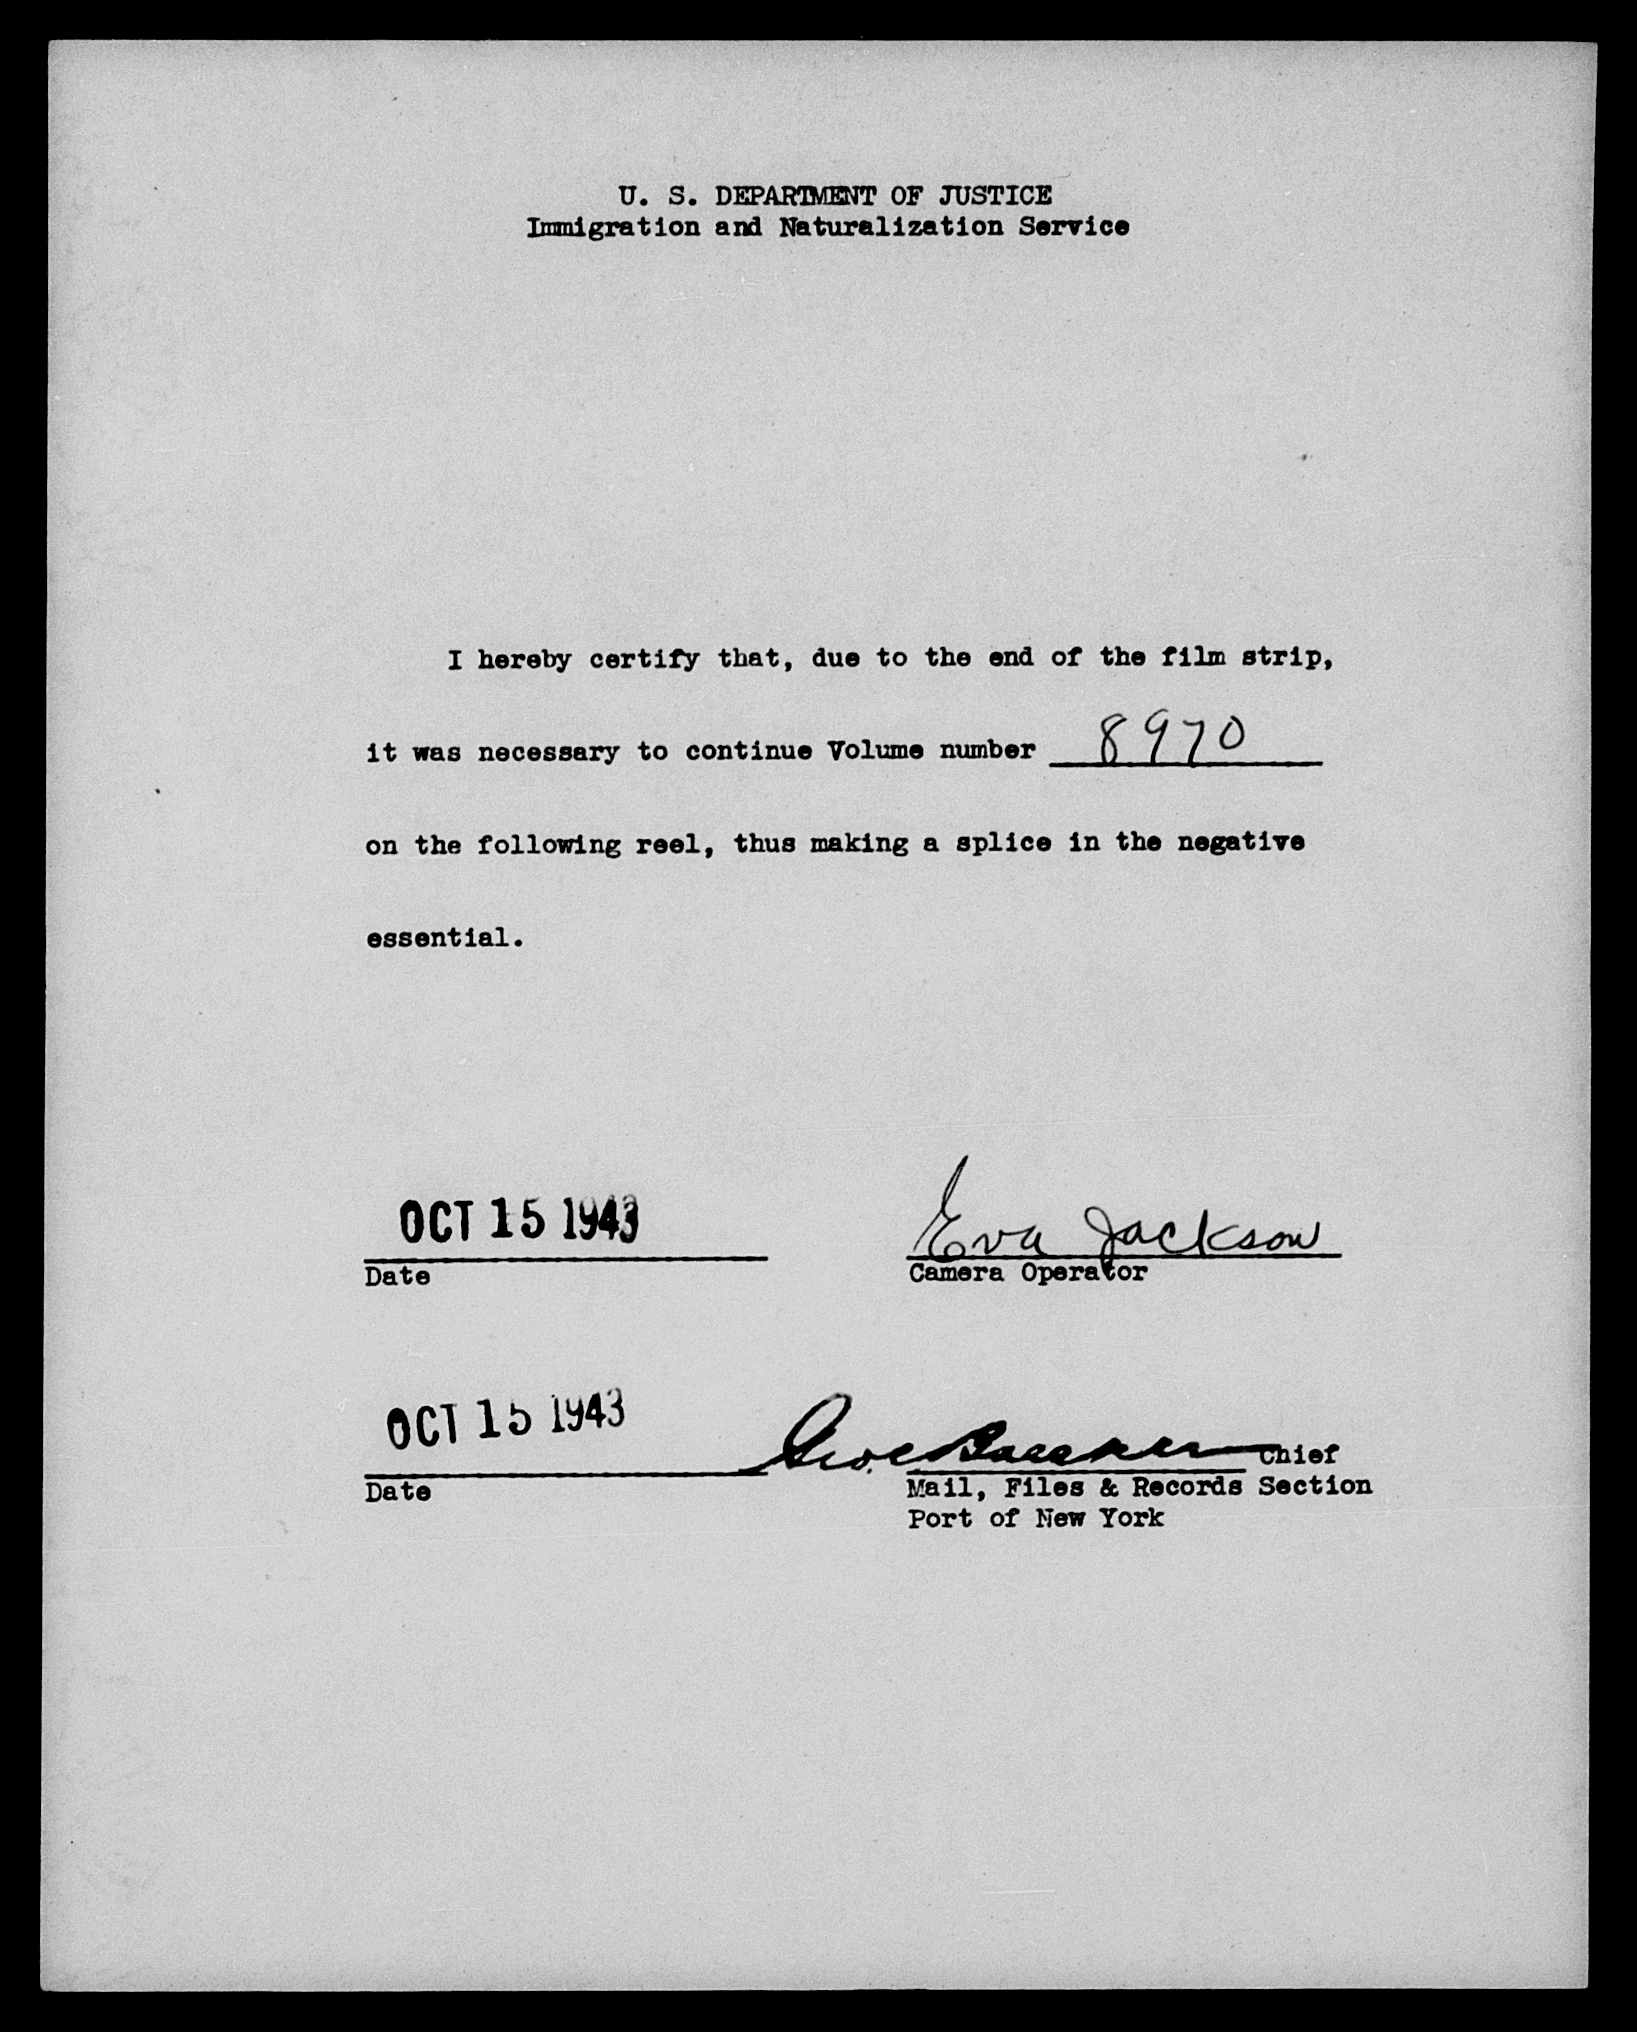 U. S. DEPARTMENT OF JUSTICE
Immigration and Naturalization Service
I hereby certify that, due to the end of the film strip,
it was necessary to continue Volume number 8970
on the following reel, thus making a splice in the negative
essential.
OCT 15 1943
Eva Jackson
Date
Camera Operator
OCT 15 1943
Geo.
Chief
Date
Mail, Files & Records Section
Port of New York